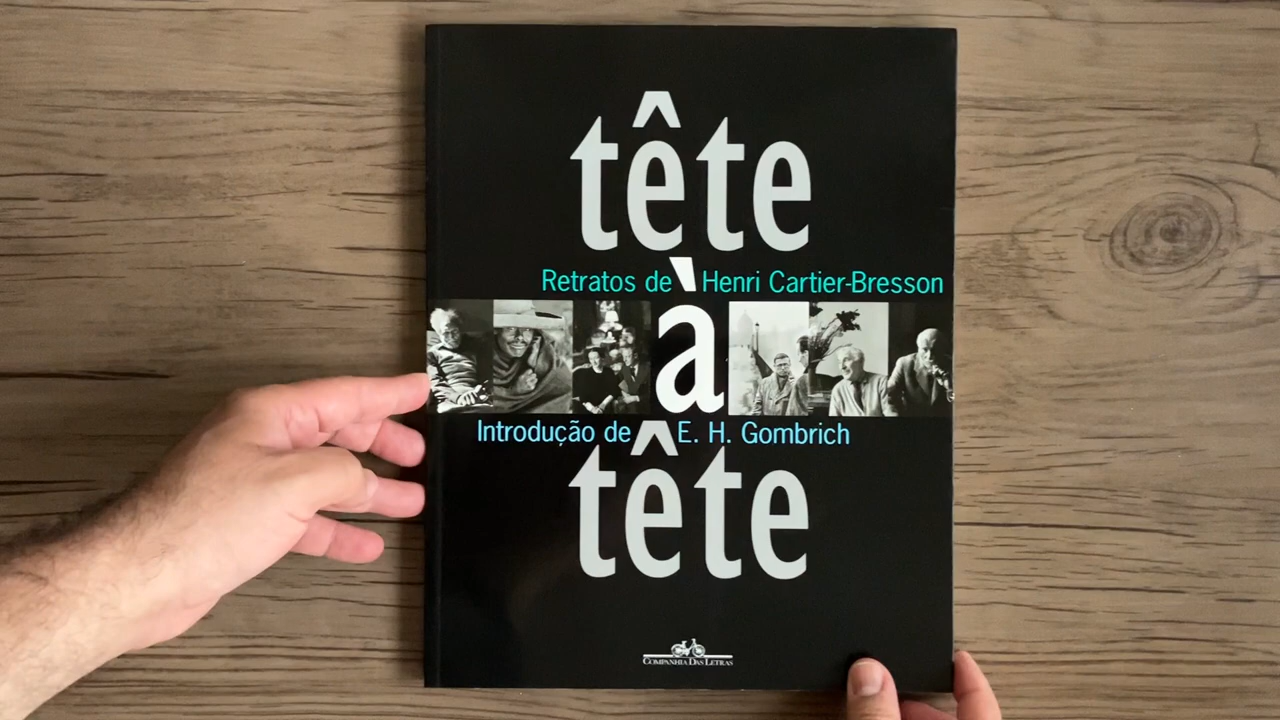 tête
Retratos de Henri Cartier-Bresson
à
Introdução de E. H. Gombrich
tête
COMPANHIA DAS LETRAS